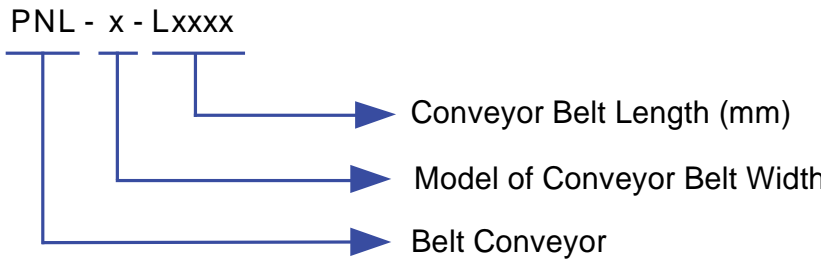 PNL - x - Lxxxx
Conveyor Belt Length (mm)
Model of Conveyor Belt Width
Belt Conveyor